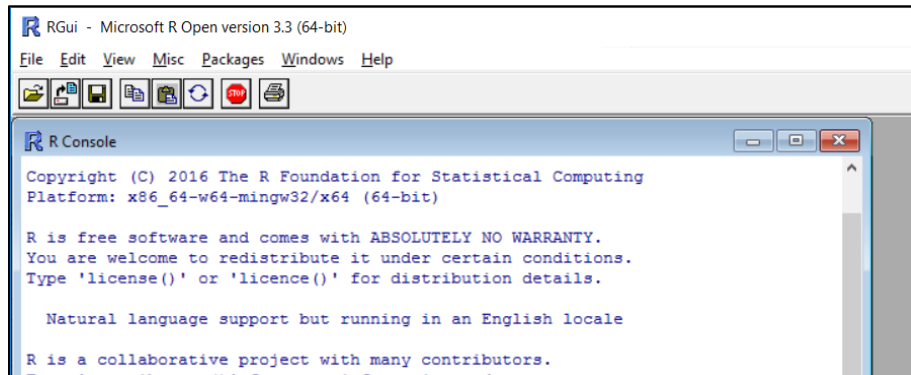 RGui - Microsoft R Open version 3.3 (64-bit)
File Edit View Misc Packages Windows Help
STOP
R Console
Copyright (C) 2016 The R Foundation for Statistical Computing
Platform: x86_64-w64-mingw32/x64 (64-bit)
R is free software and comes with ABSOLUTELY NO WARRANTY.
You are welcome to redistribute it under certain conditions.
Type 'license()' or 'licence()' for distribution details.
Natural language support but running in an English locale
R is a collaborative project with many contributors.